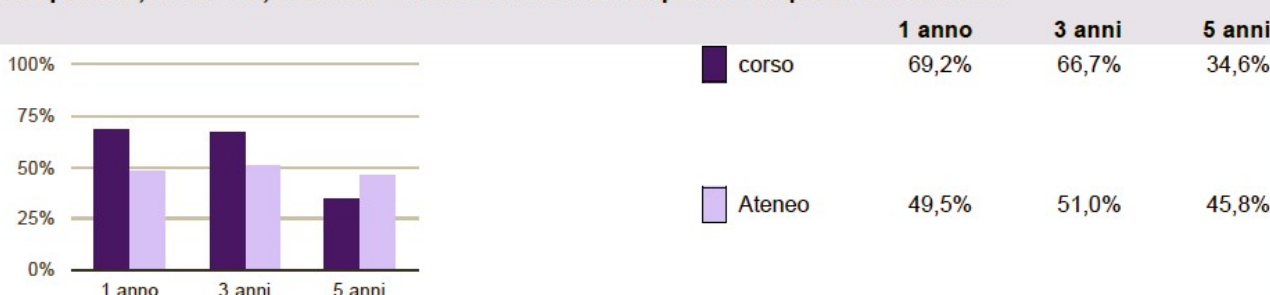 1 anno 3 anni 5 anni
100%
corso 69,2% 66,7% 34,6%
75%
50%
25%
Ateneo 49,5% 51,0% 45,8%
0%
1 anno 3 anni 5 anni